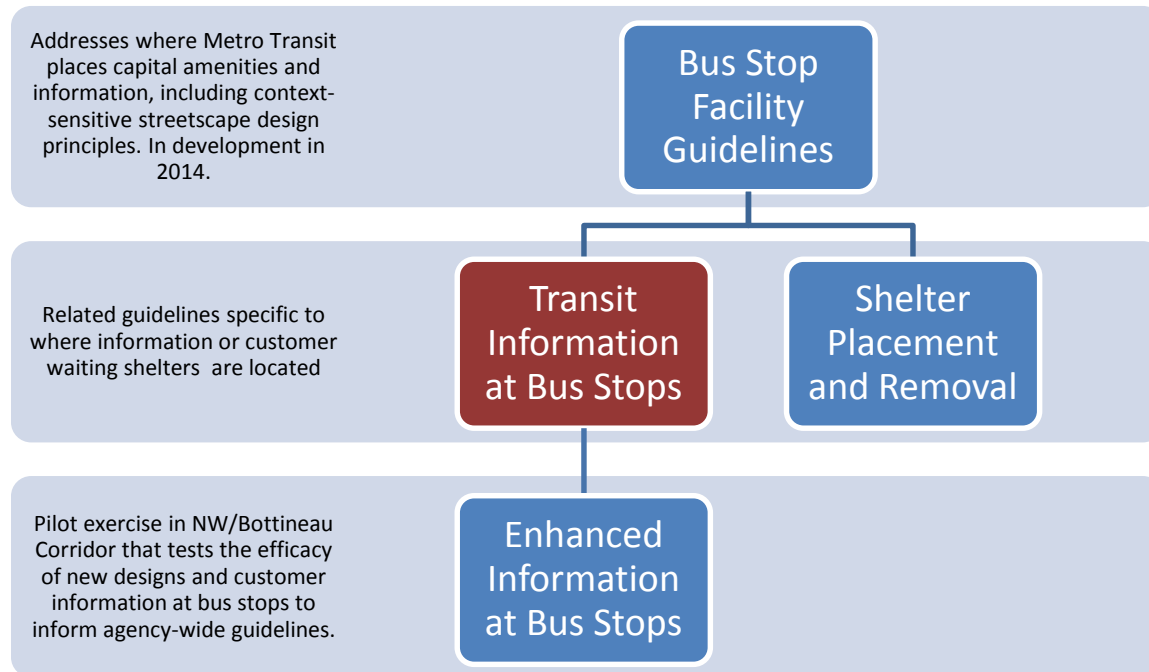 Addresses where Metro Transit
places capital amenities and
information, including context-
sensitive streetscape design
principles. In development in
2014.
Bus Stop
Facility
Guidelines
Related guidelines specific to
where information or customer
waiting shelters are located
Transit
Information
at Bus Stops
Shelter
Placement
and Removal
Pilot exercise in NW/Bottineau
Corridor that tests the efficacy
of new designs and customer
information at bus stops to
inform agency-wide guidelines.
Enhanced
Information
at Bus Stops